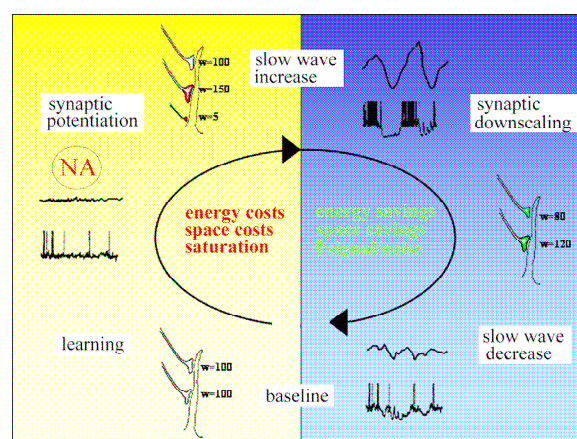 w=100
w=150
w=5
slow wave
increase
synaptic
potentiation
NA
energy costs
space costs
saturation
learning
w=100
w=100
baseline
synaptic
downscaling
energy savings
space savings
w=80
w=120
slow wave
decrease